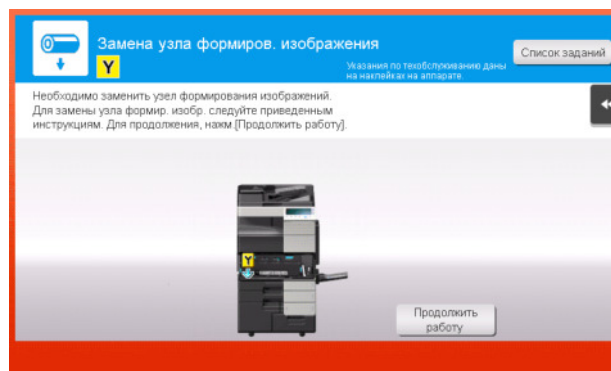 Замена узла формиров. изображения
Y
Указания по техобслуживанию даны
на наклейках на аппарате.
Список заданий
Необходимо заменить узел формирования изображений.
Для замены узла формир. изобр. следуйте приведенным
инструкциям. Для продолжения, нажм.[Продолжить работу].
Y
Продолжить
работу